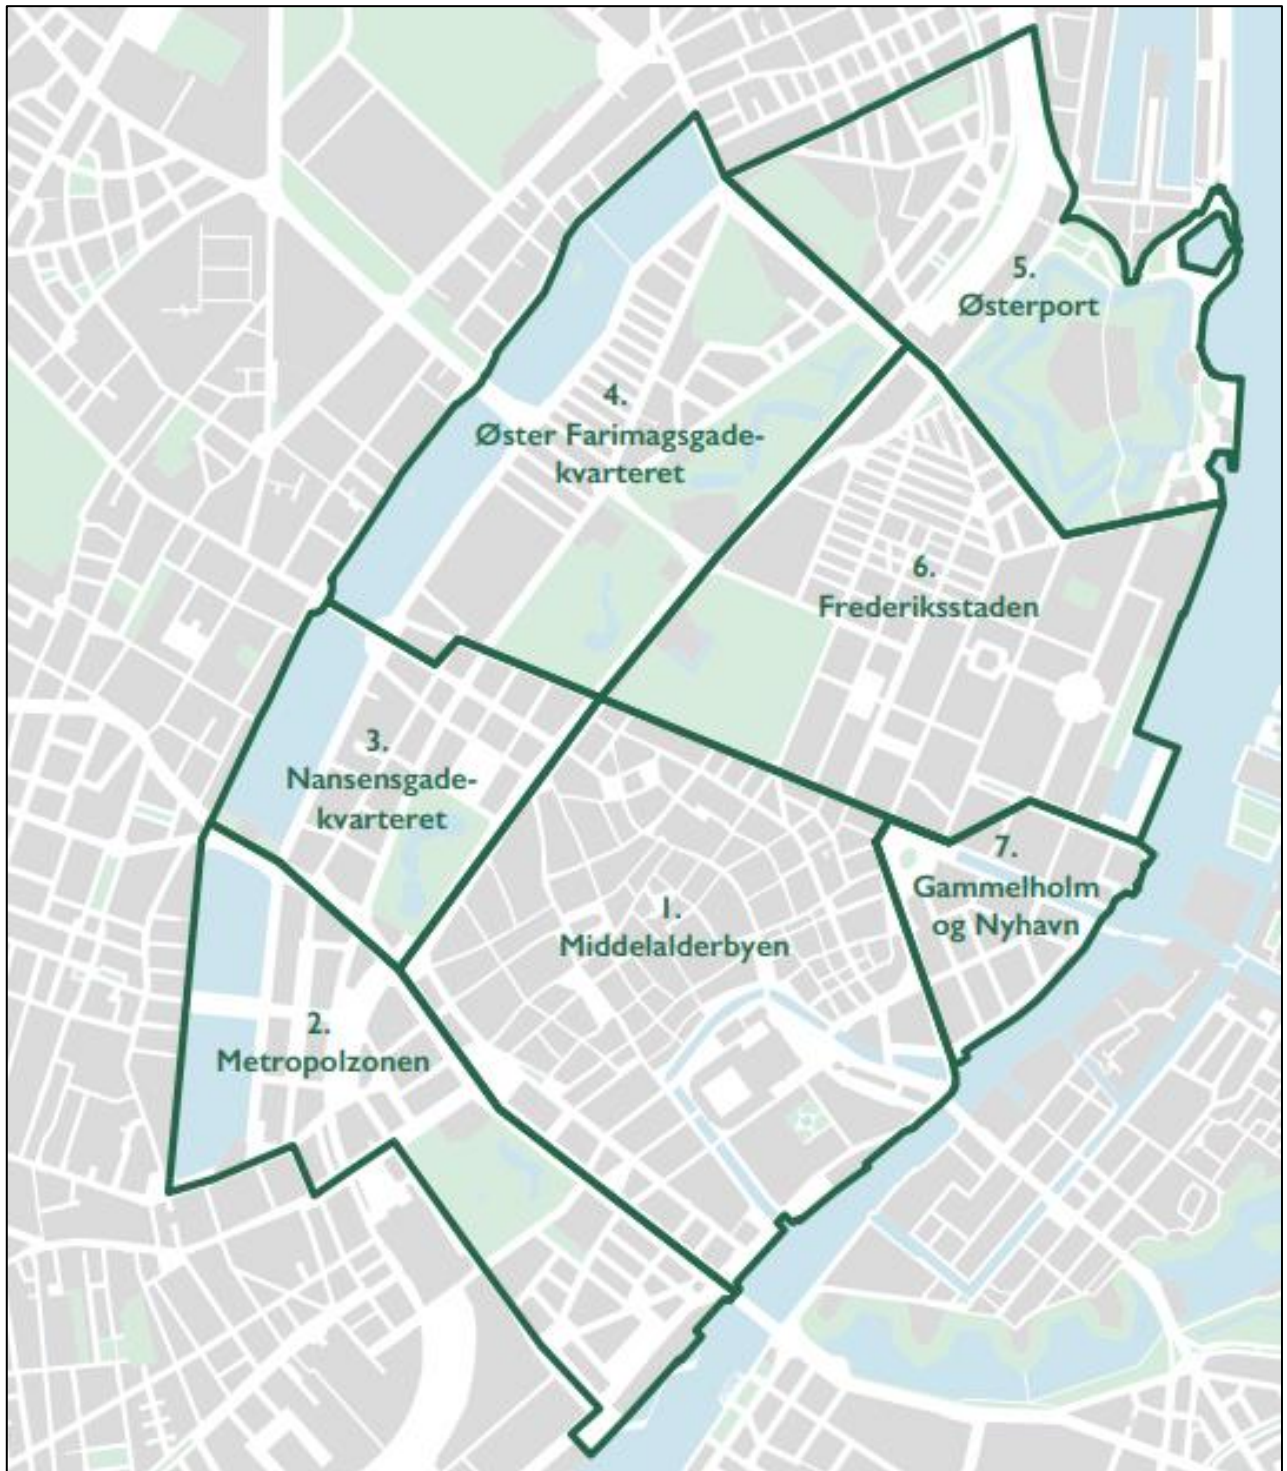 5.
Østerport
4.
Øster Farimagsgade-
kvarteret
6.
Frederiksstaden
3.
Nansensgade-
kvarteret
7.
Gammelholm
og Nyhavn
1.
Middelalderbyen
2.
Metropolzonen